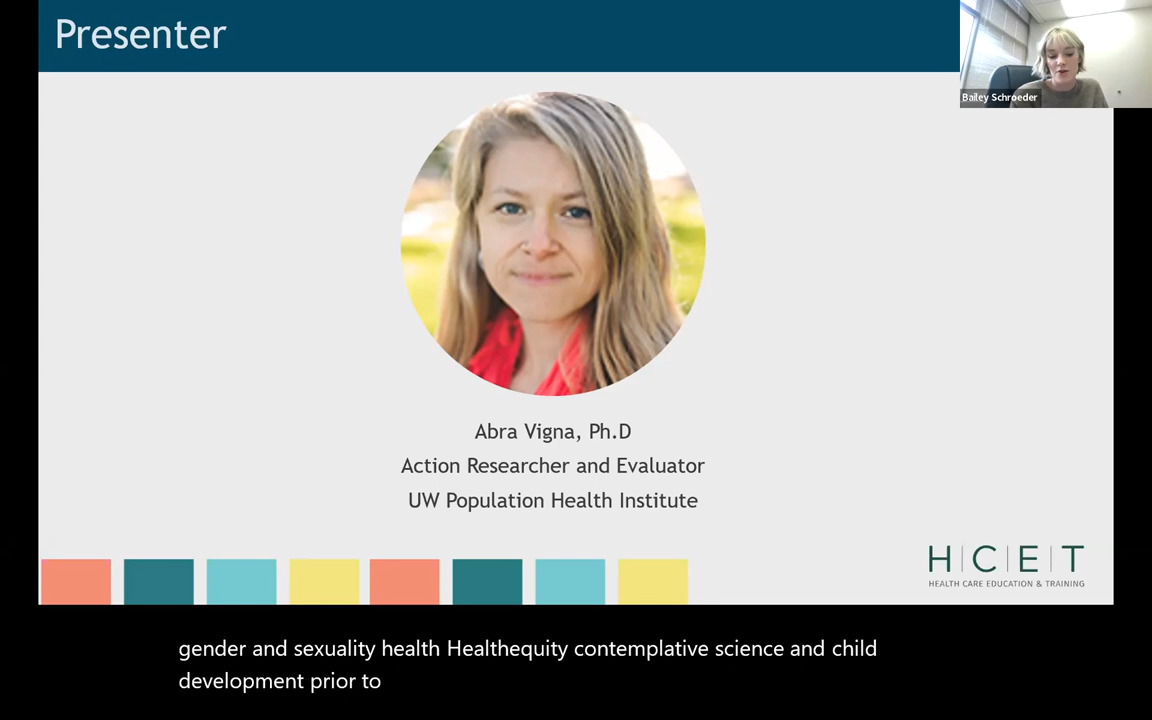 Presenter
Bailey Schroeder
Abra Vigna, Ph.D
Action Researcher and Evaluator
UW Population Health Institute
H|C|E|T
HEALTH CARE EDUCATION & TRAINING
gender and sexuality health Healthequity contemplative science and child
development prior to